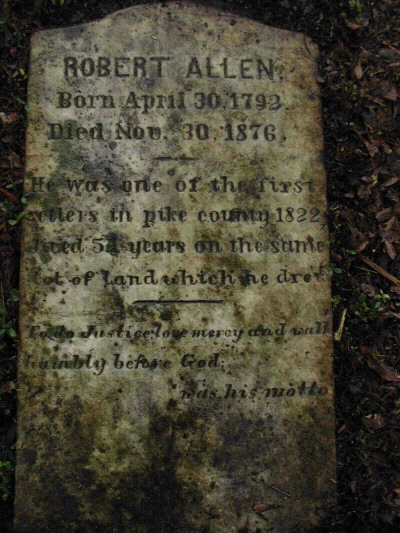 ROBERT ALLEN,
Born April 30, 1792
Died Nov. 30, 1876.
He was one of the first
settlers in pike county 1822
lived 54 years on the same
lot of land which he drew
To do Justice love mercy and walk
humbly before God,
was his motto